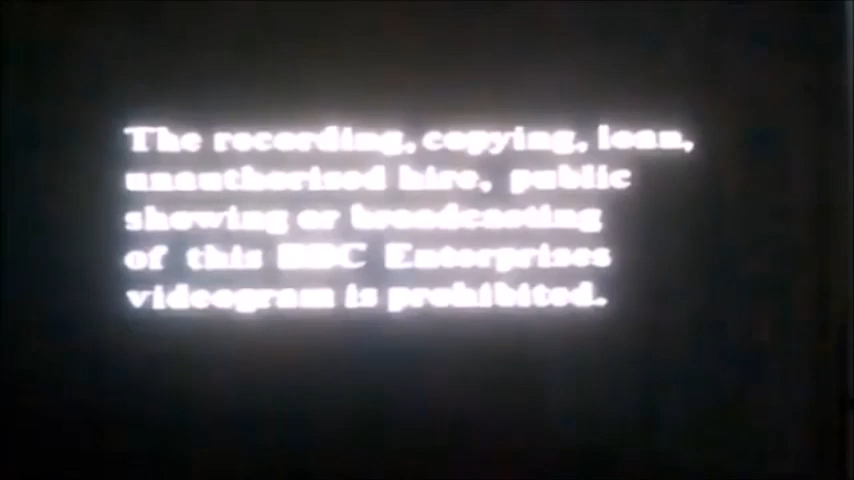 The recording, copying, loan,
unauthorised hire, public
showing or broadcasting
of this BBC Enterprises
videogram is prohibited.